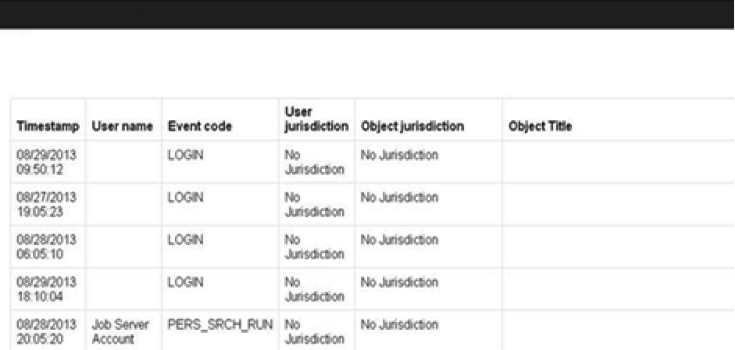 Timestamp User name Event code User jurisdiction Object jurisdiction Object Title
08/29/2013 09:50:12 LOGIN No Jurisdiction No Jurisdiction
08/27/2013 19:05:23 LOGIN No Jurisdiction No Jurisdiction
08/28/2013 06:05:10 LOGIN No Jurisdiction No Jurisdiction
08/29/2013 18:10:04 LOGIN No Jurisdiction No Jurisdiction
08/28/2013 20:05:20 Job Server Account PERS_SRCH_RUN No Jurisdiction No Jurisdiction